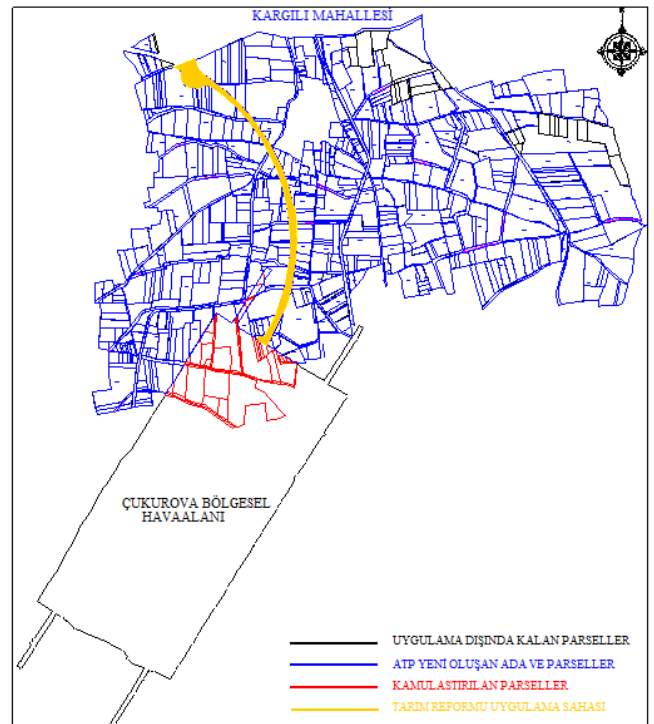 KARGILI MAHALLESİ
ÇUKUROVA BÖLGESEL
HAVAALANI
UYGULAMA DIŞINDA KALAN PARSELLER
ATP YENİ OLUŞAN ADA VE PARSELLER
KAMULASTIRILAN PARSELLER
TARIM REFORMU UYGULAMA SAHASI